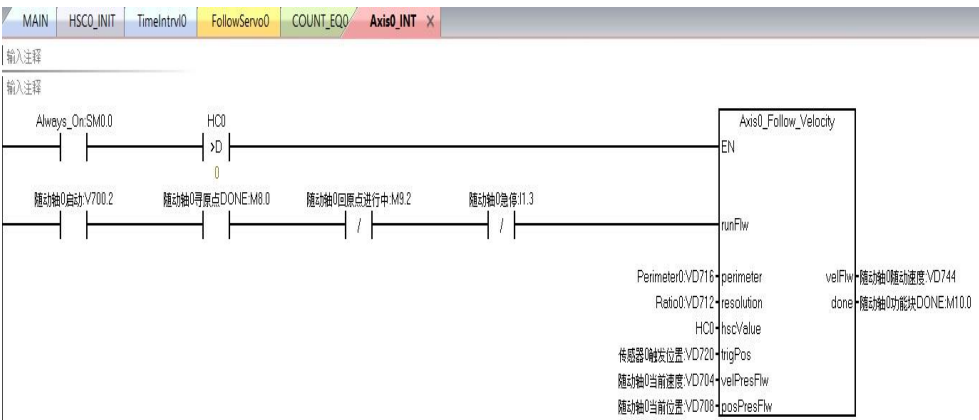 MAIN HSC0_INIT TimeIntrvl0 FollowServo0 COUNT_EQ0 Axis0_INT ×
输入注释
输入注释
Always_On:SM0.0 HC0 Axis0_Follow_Velocity
>D EN
0
随动轴0启动:V700.2 随动轴0寻原点DONE:M8.0 随动轴0回原点进行中:M9.2 随动轴0急停:I1.3
/ / runFlw
Perimeter0:VD716 perimeter velFlw 随动轴0随动速度:VD744
Ratio0:VD712 resolution done 随动轴0功能块DONE:M10.0
HC0 hscValue
传感器0触发位置:VD720 trigPos
随动轴0当前速度:VD704 velPresFlw
随动轴0当前位置:VD708 posPresFlw